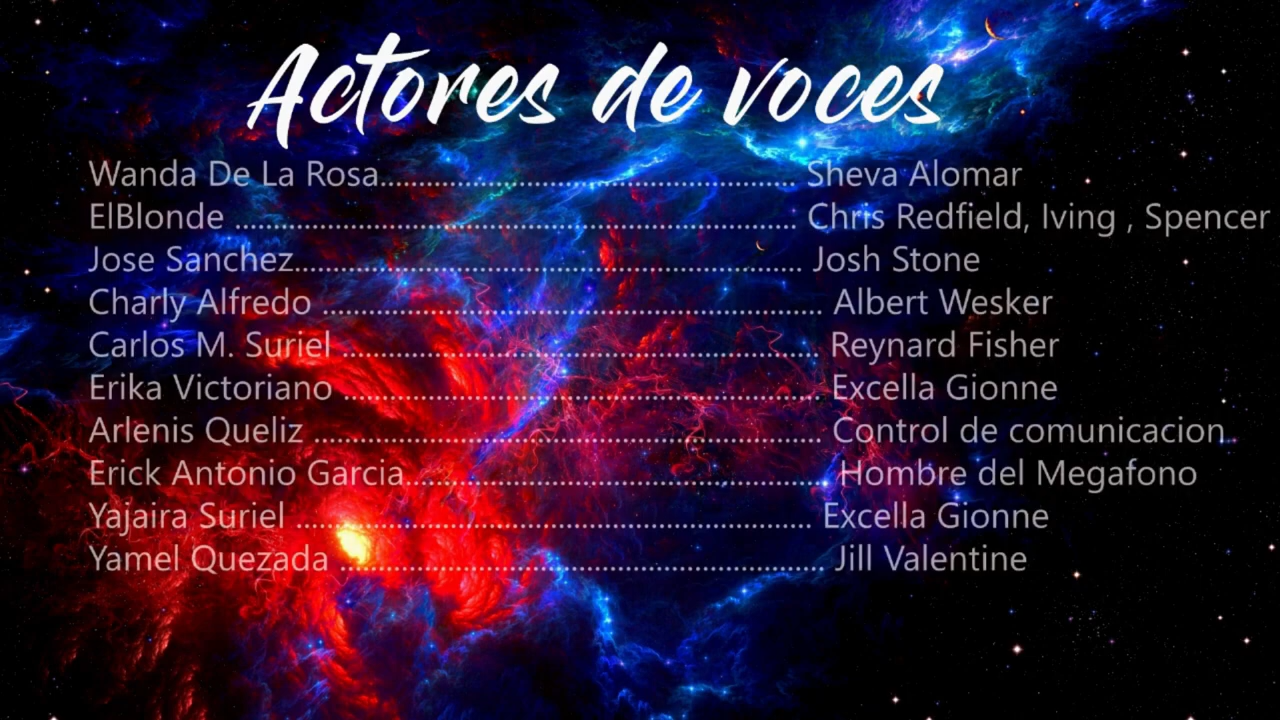 Actores de voces
Wanda De La Rosa............................................... Sheva Alomar
ElBlonde ................................................................ Chris Redfield, Iving , Spencer
Jose Sanchez.......................................................... Josh Stone
Charly Alfredo ......................................................... Albert Wesker
Carlos M. Suriel ...................................................... Reynard Fisher
Erika Victoriano ...................................................... Excella Gionne
Arlenis Queliz .......................................................... Control de comunicacion
Erick Antonio Garcia................................................ Hombre del Megafono
Yajaira Suriel ........................................................... Excella Gionne
Yamel Quezada ....................................................... Jill Valentine